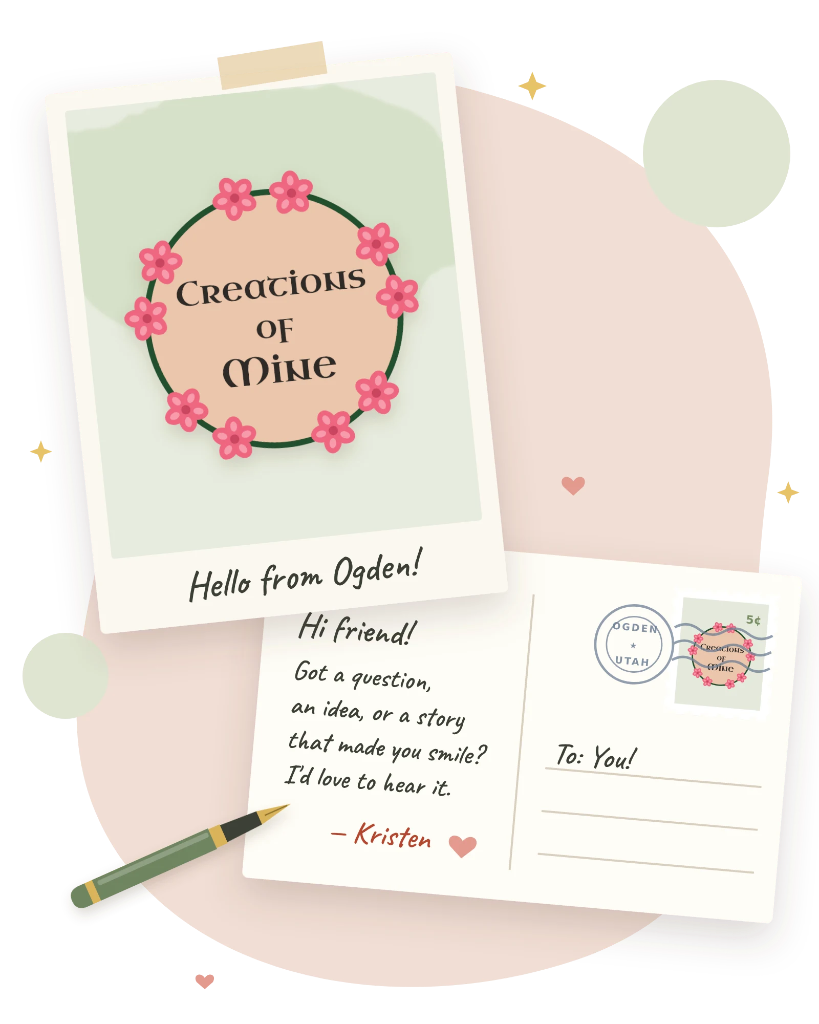 Creations
of
Mine
Hello from Ogden!
Hi friend!
Got a question,
an idea, or a story
that made you smile?
I'd love to hear it.
– Kristen
OGDEN
UTAH
5¢
Creations
of
Mine
To: You!